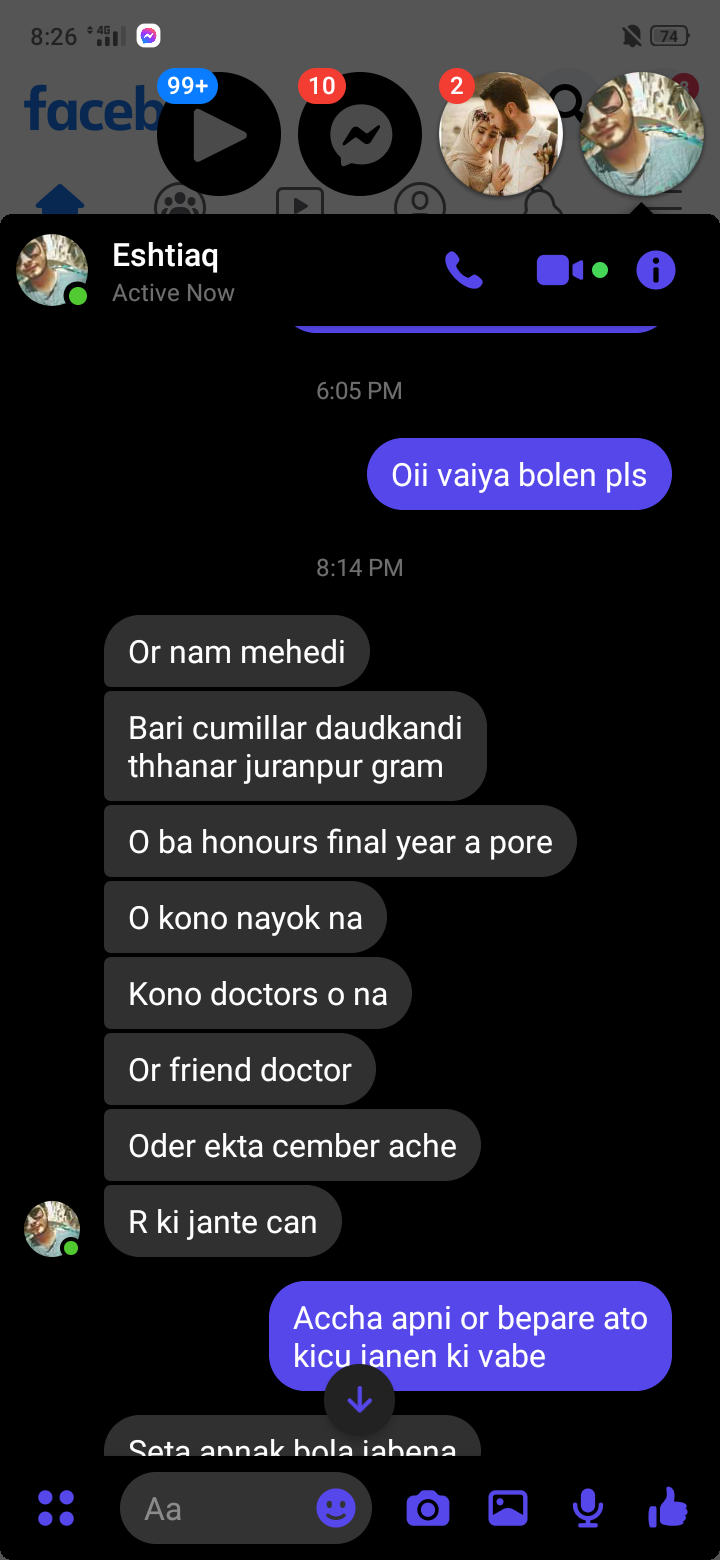 8:26 4G 74
faceb
99+ 10 2
Eshtiaq
Active Now
6:05 PM
Oii vaiya bolen pls
8:14 PM
Or nam mehedi
Bari cumillar daudkandi
thhanar juranpur gram
O ba honours final year a pore
O kono nayok na
Kono doctors o na
Or friend doctor
Oder ekta cember ache
R ki jante can
Accha apni or bepare ato
kicu janen ki vabe
Seta apnak bola jabena
Aa